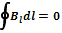 ∮B_l dl = 0